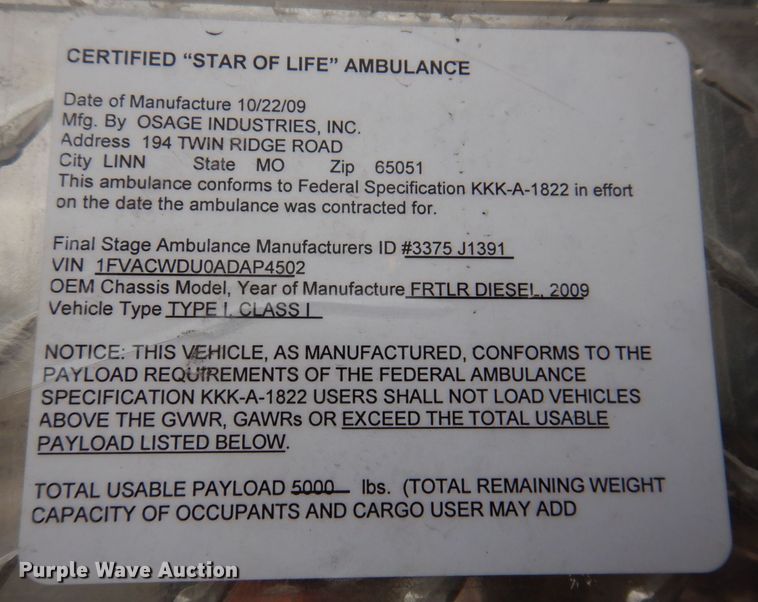 CERTIFIED “STAR OF LIFE” AMBULANCE
Date of Manufacture 10/22/09
Mfg. By OSAGE INDUSTRIES, INC.
Address 194 TWIN RIDGE ROAD
City LINN State MO Zip 65051
This ambulance conforms to Federal Specification KKK-A-1822 in effort
on the date the ambulance was contracted for.
Final Stage Ambulance Manufacturers ID #3375 J1391
VIN 1FVACWDU0ADAP4502
OEM Chassis Model, Year of Manufacture FRTLR DIESEL, 2009
Vehicle Type TYPE I, CLASS I
NOTICE: THIS VEHICLE, AS MANUFACTURED, CONFORMS TO THE
PAYLOAD REQUIREMENTS OF THE FEDERAL AMBULANCE
SPECIFICATION KKK-A-1822 USERS SHALL NOT LOAD VEHICLES
ABOVE THE GVWR, GAWRs OR EXCEED THE TOTAL USABLE
PAYLOAD LISTED BELOW.
TOTAL USABLE PAYLOAD 5000 lbs. (TOTAL REMAINING WEIGHT
CAPACITY OF OCCUPANTS AND CARGO USER MAY ADD
Purple Wave Auction